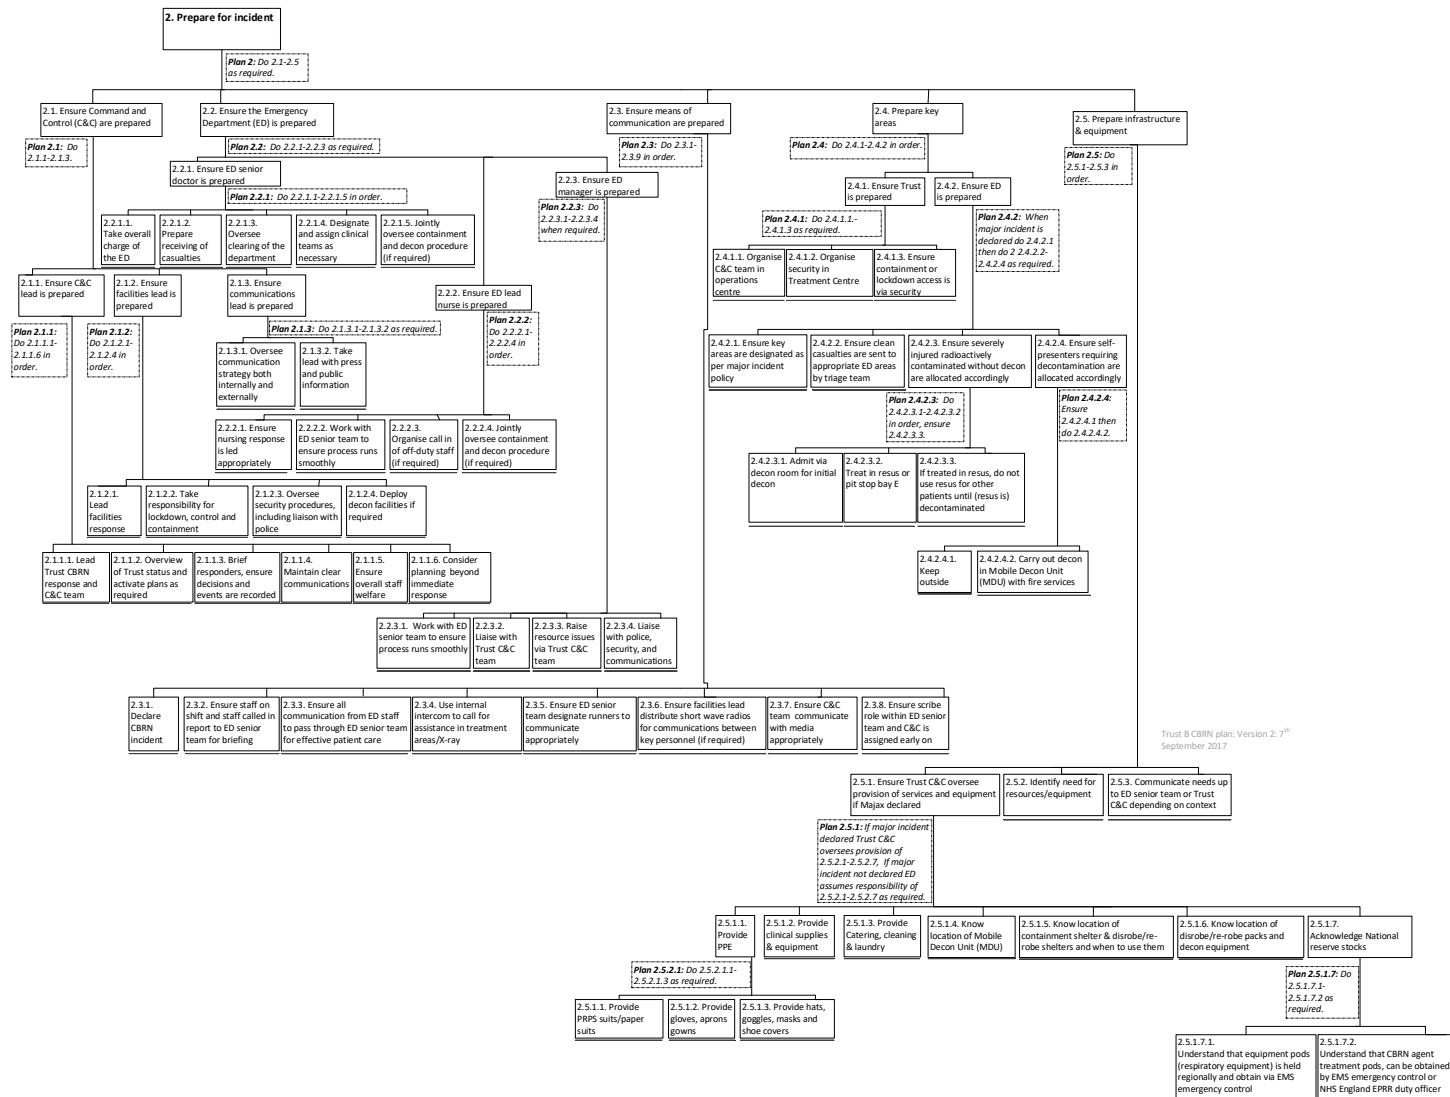 2. Prepare for incident
Plan 2: Do 2.1-2.5
as required.
2.1. Ensure Command and
Control (C&C) are prepared
2.2. Ensure the Emergency
Department (ED) is prepared
2.3. Ensure means of
communication are prepared
2.4. Prepare key
areas
2.5. Prepare infrastructure
& equipment
Plan 2.1: Do
2.1.1-2.1.3.
Plan 2.2: Do 2.2.1-2.2.3 as required.
Plan 2.3: Do 2.3.1-
2.3.9 in order.
Plan 2.4: Do 2.4.1-2.4.2 in order.
Plan 2.5: Do
2.5.1-2.5.3 in
order.
2.2.1. Ensure ED senior
doctor is prepared
2.2.3. Ensure ED
manager is prepared
2.4.1. Ensure Trust
is prepared
2.4.2. Ensure ED
is prepared
Plan 2.2.1: Do 2.2.1.1-2.2.1.5 in order.
Plan 2.2.3: Do
2.2.3.1-2.2.3.4
when required.
Plan 2.4.1: Do 2.4.1.1.-
2.4.1.3 as required.
Plan 2.4.2: When
major incident is
declared do 2.4.2.1
then do 2 2.4.2.2-
2.4.2.4 as required.
2.2.1.1.
Take overall
charge of
the ED
2.2.1.2.
Prepare
receiving of
casualties
2.2.1.3.
Oversee
clearing of the
department
2.2.1.4. Designate
and assign clinical
teams as
necessary
2.2.1.5. Jointly
oversee containment
and decon procedure
(if required)
2.4.1.1. Organise
C&C team in
operations
centre
2.4.1.2. Organise
security in
Treatment Centre
2.4.1.3. Ensure
containment or
lockdown access is
via security
2.1.1. Ensure C&C
lead is prepared
2.1.2. Ensure
facilities lead is
prepared
2.1.3. Ensure
communications
lead is prepared
2.2.2. Ensure ED lead
nurse is prepared
Plan 2.1.1:
Do 2.1.1.1-
2.1.1.6 in
order.
Plan 2.1.2:
Do 2.1.2.1-
2.1.2.4 in
order.
Plan 2.1.3: Do 2.1.3.1-2.1.3.2 as required.
Plan 2.2.2:
Do 2.2.2.1-
2.2.2.4 in
order.
2.1.3.1. Oversee
communication
strategy both
internally and
externally
2.1.3.2. Take
lead with press
and public
information
2.4.2.1. Ensure key
areas are designated as
per major incident
policy
2.4.2.2. Ensure clean
casualties are sent to
appropriate ED areas
by triage team
2.4.2.3. Ensure severely
injured radioactively
contaminated without decon
are allocated accordingly
2.4.2.4. Ensure self-
presenters requiring
decontamination are
allocated accordingly
Plan 2.4.2.3: Do
2.4.2.3.1-2.4.2.3.2
in order, ensure
2.4.2.3.3.
Plan 2.4.2.4:
Ensure
2.4.2.4.1 then
do 2.4.2.4.2.
2.2.2.1. Ensure
nursing response
is led
appropriately
2.2.2.2. Work with
ED senior team to
ensure process runs
smoothly
2.2.2.3.
Organise call in
of off-duty staff
(if required)
2.2.2.4. Jointly
oversee containment
and decon procedure
(if required)
2.4.2.3.1. Admit via
decon room for initial
decon
2.4.2.3.2.
Treat in resus or
pit stop bay E
2.4.2.3.3.
If treated in resus, do not
use resus for other
patients until (resus is)
decontaminated
2.1.2.1.
Lead
facilities
response
2.1.2.2. Take
responsibility for
lockdown, control and
containment
2.1.2.3. Oversee
security procedures,
including liaison with
police
2.1.2.4. Deploy
decon facilities if
required
2.1.1.1. Lead
Trust CBRN
response and
C&C team
2.1.1.2. Overview
of Trust status and
activate plans as
required
2.1.1.3. Brief
responders, ensure
decisions and
events are recorded
2.1.1.4.
Maintain clear
communications
2.1.1.5.
Ensure
overall staff
welfare
2.1.1.6. Consider
planning beyond
immediate
response
2.4.2.4.1.
Keep
outside
2.4.2.4.2. Carry out decon
in Mobile Decon Unit
(MDU) with fire services
2.2.3.1. Work with ED
senior team to ensure
process runs smoothly
2.2.3.2.
Liaise with
Trust C&C
team
2.2.3.3. Raise
resource issues
via Trust C&C
team
2.2.3.4. Liaise
with police,
security, and
communications
2.3.1.
Declare
CBRN
incident
2.3.2. Ensure staff on
shift and staff called in
report to ED senior
team for briefing
2.3.3. Ensure all
communication from ED staff
to pass through ED senior team
for effective patient care
2.3.4. Use internal
intercom to call for
assistance in treatment
areas/X-ray
2.3.5. Ensure ED senior
team designate runners to
communicate
appropriately
2.3.6. Ensure facilities lead
distribute short wave radios
for communications between
key personnel (if required)
2.3.7. Ensure C&C
team communicate
with media
appropriately
2.3.8. Ensure scribe
role within ED senior
team and C&C is
assigned early on
Trust B CBRN plan: Version 2: 7th
September 2017
2.5.1. Ensure Trust C&C oversee
provision of services and equipment
if Majax declared
2.5.2. Identify need for
resources/equipment
2.5.3. Communicate needs up
to ED senior team or Trust
C&C depending on context
Plan 2.5.1: If major incident
declared Trust C&C
oversees provision of
2.5.2.1-2.5.2.7, If major
incident not declared ED
assumes responsibility of
2.5.2.1-2.5.2.7 as required.
2.5.1.1.
Provide
PPE
2.5.1.2. Provide
clinical supplies
& equipment
2.5.1.3. Provide
Catering, cleaning
& laundry
2.5.1.4. Know
location of Mobile
Decon Unit (MDU)
2.5.1.5. Know location of
containment shelter & disrobe/re-
robe shelters and when to use them
2.5.1.6. Know location of
disrobe/re-robe packs and
decon equipment
2.5.1.7.
Acknowledge National
reserve stocks
Plan 2.5.2.1: Do 2.5.2.1.1-
2.5.2.1.3 as required.
Plan 2.5.1.7: Do
2.5.1.7.1-
2.5.1.7.2 as
required.
2.5.1.1. Provide
PRPS suits/paper
suits
2.5.1.2. Provide
gloves, aprons
gowns
2.5.1.3. Provide hats,
goggles, masks and
shoe covers
2.5.1.7.1.
Understand that equipment pods
(respiratory equipment) is held
regionally and obtain via EMS
emergency control
2.5.1.7.2.
Understand that CBRN agent
treatment pods, can be obtained
by EMS emergency control or
NHS England EPRR duty officer